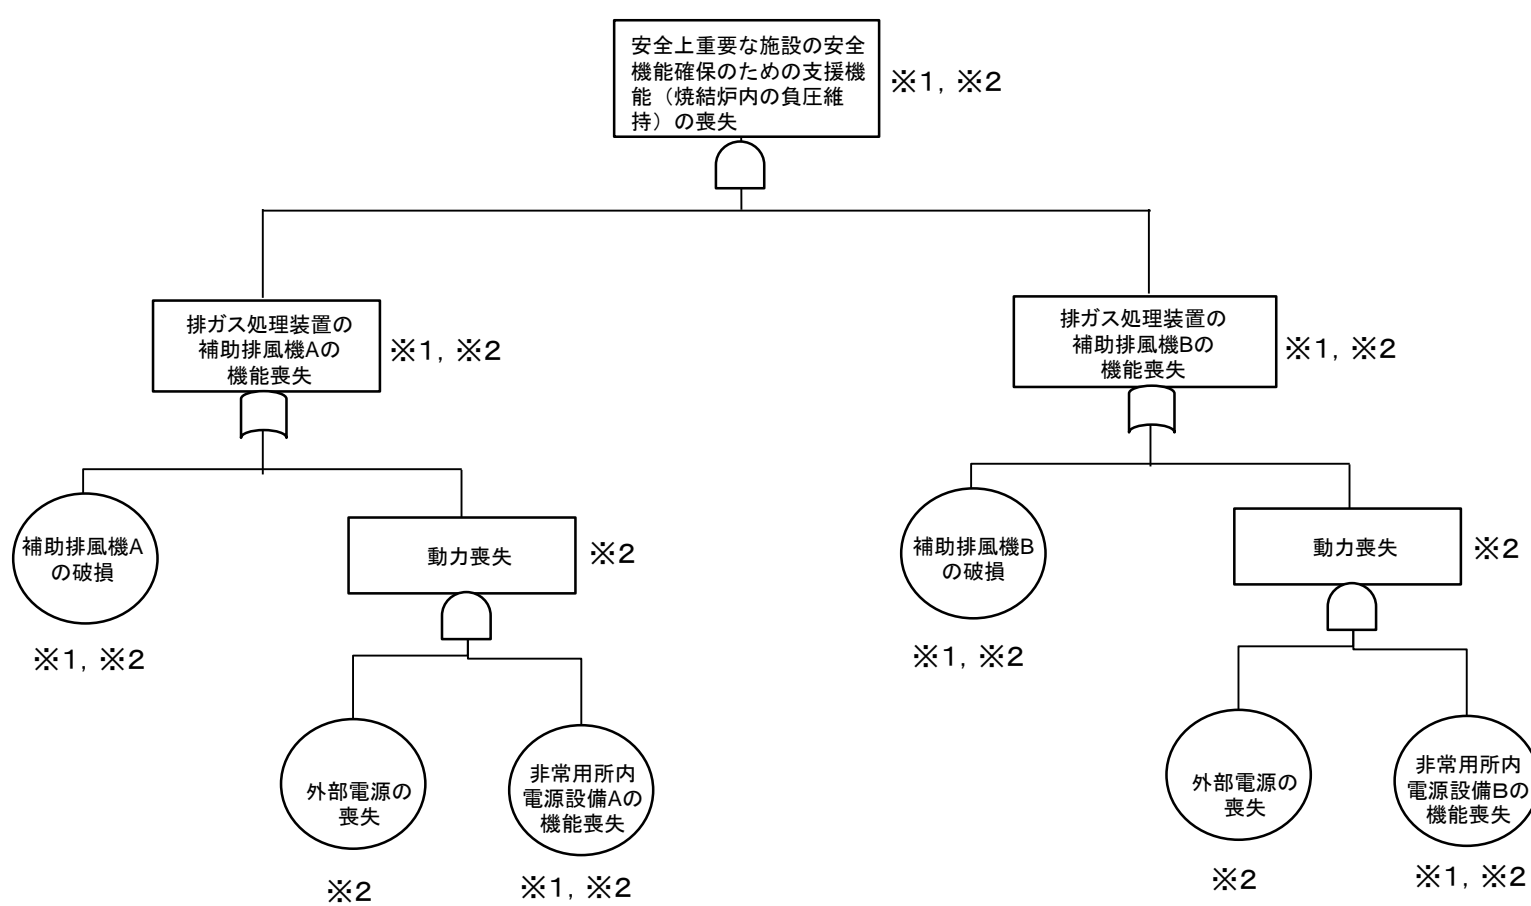 安全上重要な施設の安全
機能確保のための支援機
能（焼結炉内の負圧維
持）の喪失
※1, ※2
排ガス処理装置の
補助排風機Aの
機能喪失
※1, ※2
排ガス処理装置の
補助排風機Bの
機能喪失
※1, ※2
補助排風機A
の破損
※1, ※2
動力喪失
※2
補助排風機B
の破損
※1, ※2
動力喪失
※2
外部電源の
喪失
※2
非常用所内
電源設備Aの
機能喪失
※1, ※2
外部電源の
喪失
※2
非常用所内
電源設備Bの
機能喪失
※1, ※2